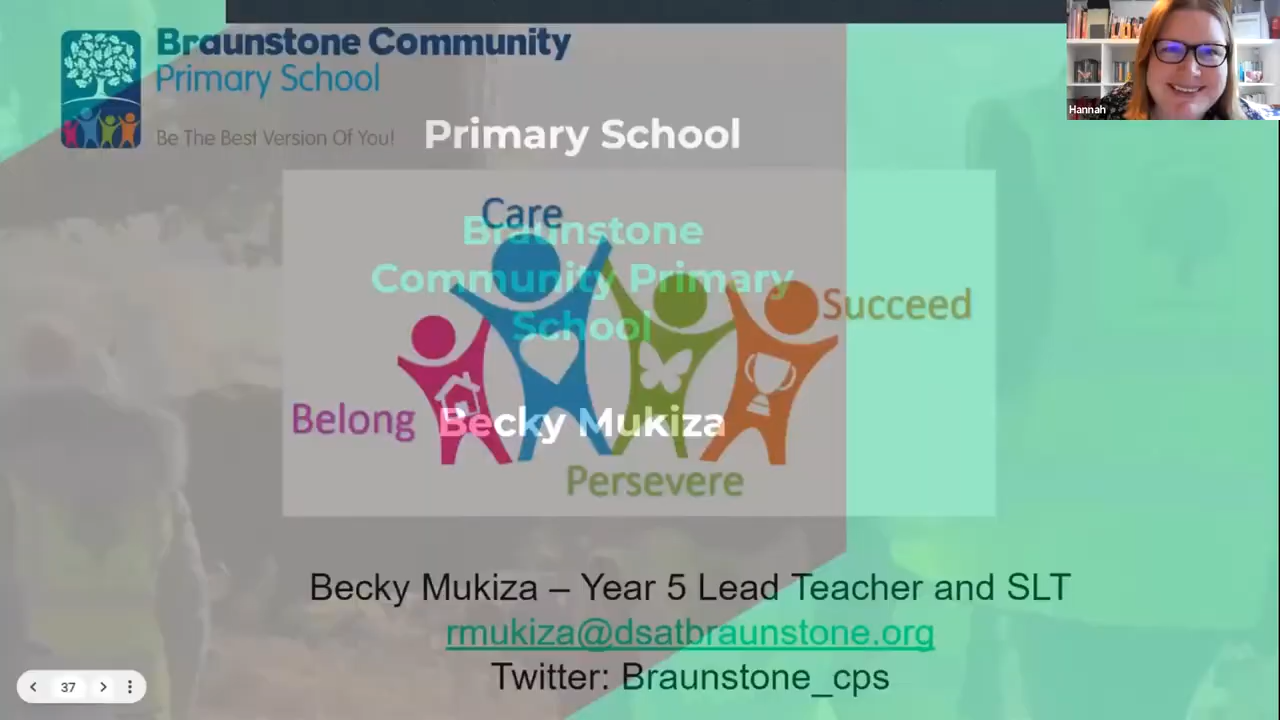 Braunstone Community
Primary School
Be The Best Version Of You!
Primary School
Hannah
Care
Braunstone
Community Primary
School
Succeed
Belong
Becky Mukiza
Persevere
Becky Mukiza – Year 5 Lead Teacher and SLT
rmukiza@dsatbraunstone.org
Twitter: Braunstone_cps
37